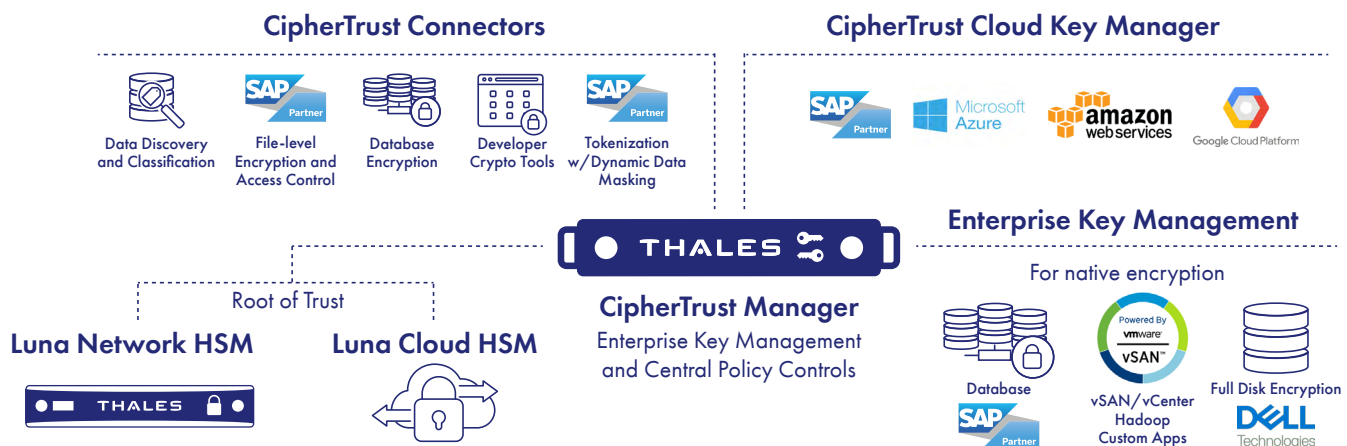 CipherTrust Connectors
CipherTrust Cloud Key Manager
Data Discovery
and Classification
SAP
Partner
File-level
Encryption and
Access Control
Database
Encryption
Developer
Crypto Tools
SAP
Partner
Tokenization
w/Dynamic Data
Masking
SAP
Partner
Microsoft
Azure
amazon
webservices
Google Cloud Platform
THALES
CipherTrust Manager
Enterprise Key Management
and Central Policy Controls
Enterprise Key Management
For native encryption
Database
SAP
Partner
Powered By
vmware®
vSAN™
vSAN/vCenter
Hadoop
Custom Apps
Full Disk Encryption
DELL
Technologies
Root of Trust
Luna Network HSM
THALES
Luna Cloud HSM